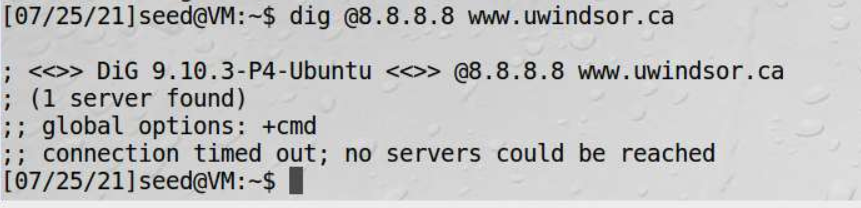 [07/25/21]seed@VM:~$ dig @8.8.8.8 www.uwindsor.ca
; <<>> DiG 9.10.3-P4-Ubuntu <<>> @8.8.8.8 www.uwindsor.ca
; (1 server found)
;; global options: +cmd
;; connection timed out; no servers could be reached
[07/25/21]seed@VM:~$